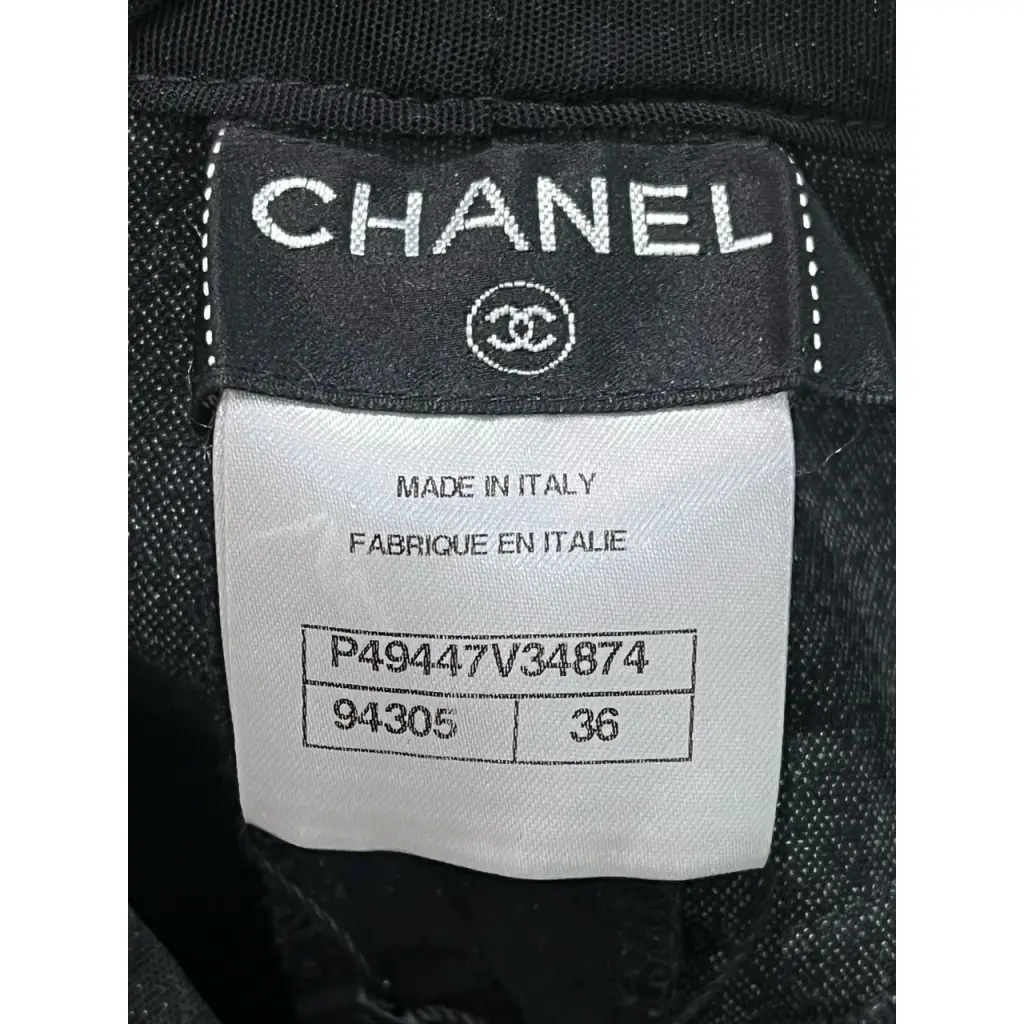 CHANEL
MADE IN ITALY
FABRIQUE EN ITALIE
P49447V34874
94305 36